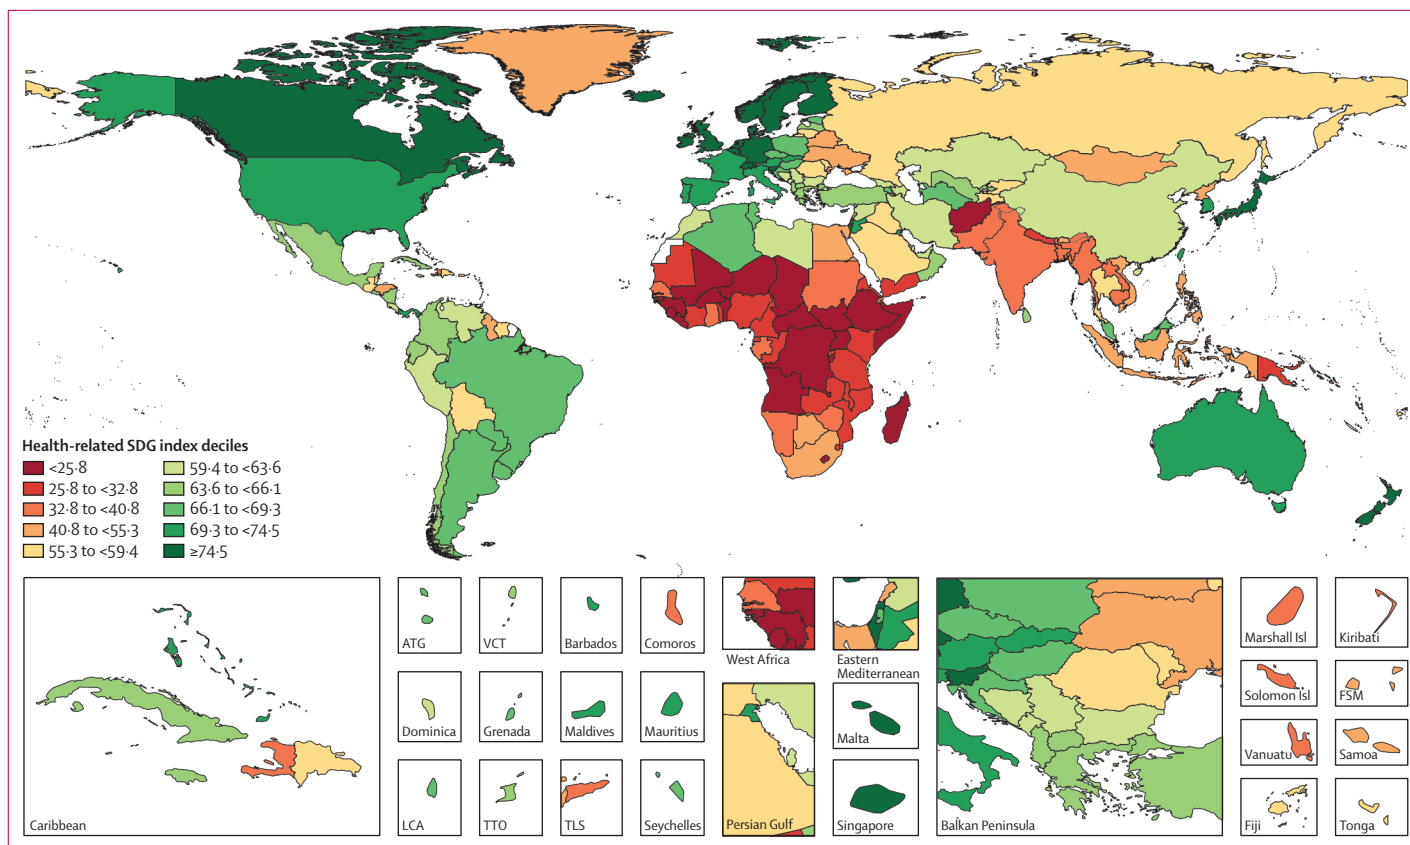 Health-related SDG index deciles
<25·8
25·8 to <32·8
32·8 to <40·8
40·8 to <55·3
55·3 to <59·4
59·4 to <63·6
63·6 to <66·1
66·1 to <69·3
69·3 to <74·5
≥74·5
Caribbean
ATG
VCT
Barbados
Comoros
Dominica
Grenada
Maldives
Mauritius
LCA
TTO
TLS
Seychelles
West Africa
Eastern
Mediterranean
Persian Gulf
Malta
Singapore
Balkan Peninsula
Marshall Isl
Kiribati
Solomon Isl
FSM
Vanuatu
Samoa
Fiji
Tonga